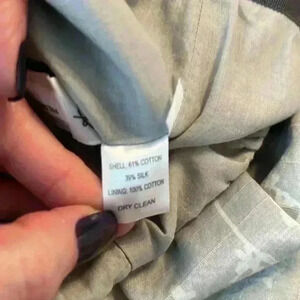 SHELL: 61% COTTON
39% SILK
LINING: 100% COTTON
DRY CLEAN